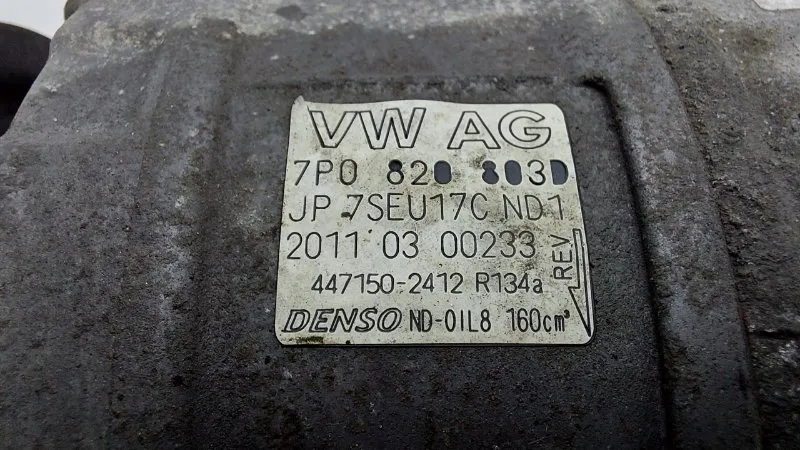 VW AG
7P0 820 803D
JP 7SEU17C ND1
2011 03 00233
REV
447150-2412 R134a
DENSO ND-OIL8 160cm³